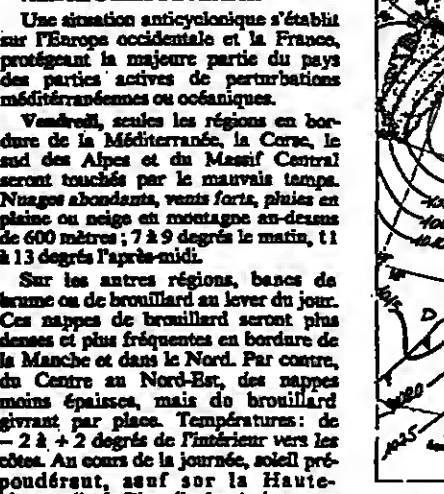 Une situation anticyclonique s'établit
sur l'Europe occidentale et la France,
protégeant la majeure partie du pays
des parties actives de perturbations
méditerranéennes ou océaniques.
Vendredi, seules les régions en bor-
dure de la Méditerranée, la Corse, le
sud des Alpes et du Massif Central
seront touchés par le mauvais temps.
Nuages abondants, vents forts, pluies en
plaine ou neige en montagne au-dessus
de 600 mètres ; 7 à 9 degrés le matin, 11
à 13 degrés l'après-midi.
Sur les autres régions, bancs de
brume ou de brouillard au lever du jour.
Ces nappes de brouillard seront plus
denses et plus fréquentes en bordure de
la Manche et dans le Nord. Par contre,
du Centre au Nord-Est, des nappes
moins épaisses, mais du brouillard
givrant par place. Températures : de
– 2 à + 2 degrés de l'intérieur vers les
côtes. Au cours de la journée, soleil pré-
pondérant, sauf sur la Haute-
1015
D
1020
1025